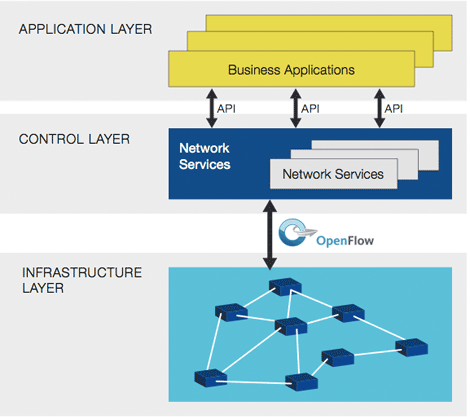 APPLICATION LAYER
Business Applications
API
API
API
CONTROL LAYER
Network
Services
Network Services
OpenFlow
INFRASTRUCTURE
LAYER